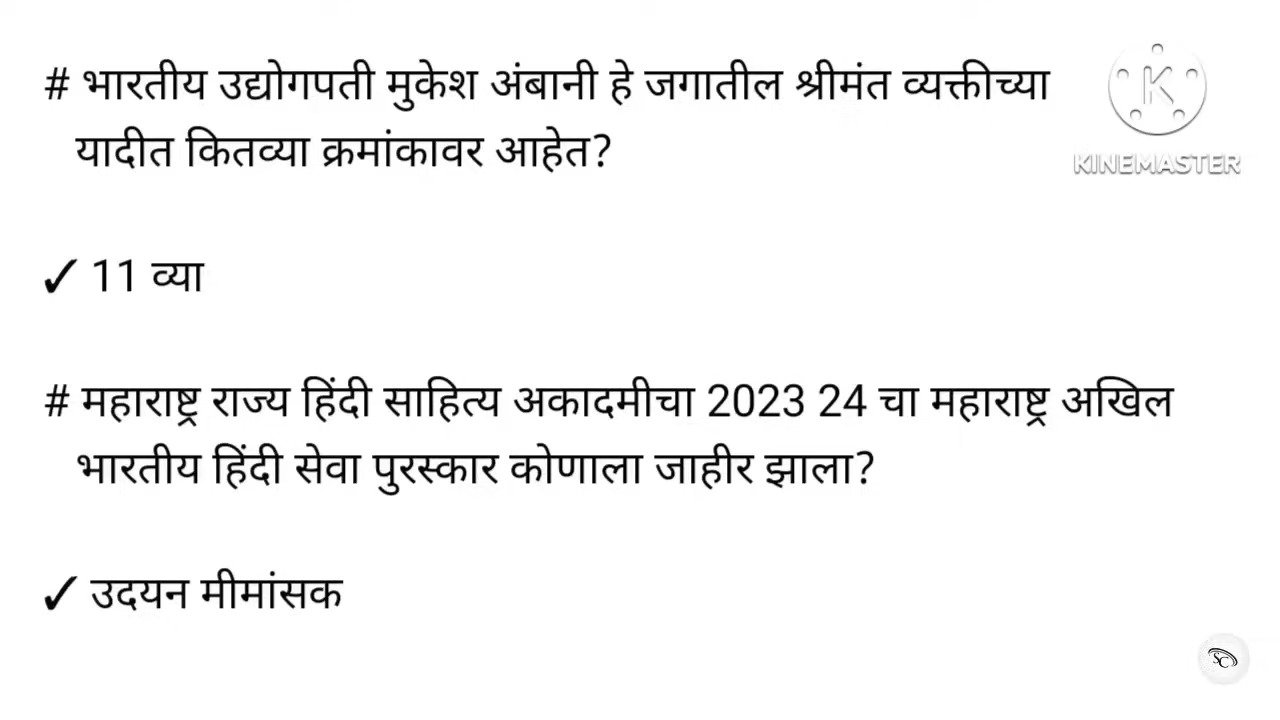 # भारतीय उद्योगपती मुकेश अंबानी हे जगातील श्रीमंत व्यक्तीच्या
यादीत कितव्या क्रमांकावर आहेत?
✓ 11 व्या
# महाराष्ट्र राज्य हिंदी साहित्य अकादमीचा 2023 24 चा महाराष्ट्र अखिल
भारतीय हिंदी सेवा पुरस्कार कोणाला जाहीर झाला?
✓ उदयन मीमांसक
K
KINEMASTER
SC